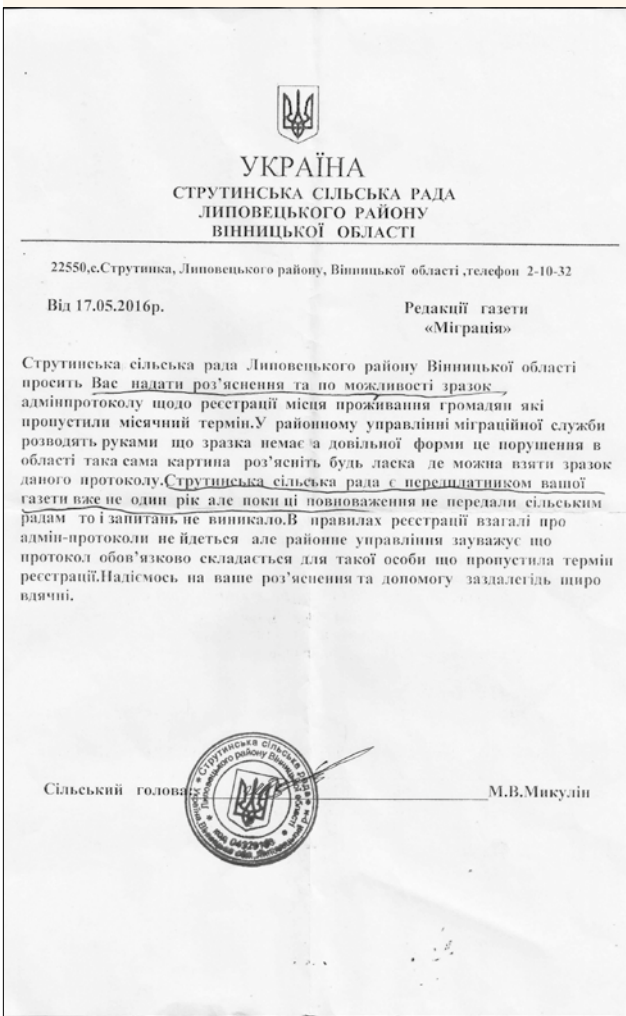 УКРАЇНА
СТРУТИНСЬКА СІЛЬСЬКА РАДА
ЛИПОВЕЦЬКОГО РАЙОНУ
ВІННИЦЬКОЇ ОБЛАСТІ
22550,с.Струтинка, Липовецького району, Вінницької області ,телефон 2-10-32
Від 17.05.2016р.
Редакції газети
«Міграція»
Струтинська сільська рада Липовецького району Вінницької області
просить Вас надати роз’яснення та по можливості зразок
адмінпротоколу щодо реєстрації місця проживання громадян які
пропустили місячний термін.У районному управлінні міграційної служби
розводять руками що зразка немає а довільної форми це порушення в
області така сама картина роз’ясніть будь ласка де можна взяти зразок
даного протоколу.Струтинська сільська рада є передплатником вашої
газети вже не один рік але поки ці повноваження не передали сільським
радам то і запитань не виникало.В правилах реєстрації взагалі про
адмін-протоколи не йдеться але районне управління зауважує що
протокол обов’язково складається для такої особи що пропустила термін
реєстрації.Надіємось на ваше роз’яснення та допомогу заздалегідь щиро
вдячні.
Сільський голова:
М.В.Микулін
Струтинська сільська рада
Липовецького району Вінницької області